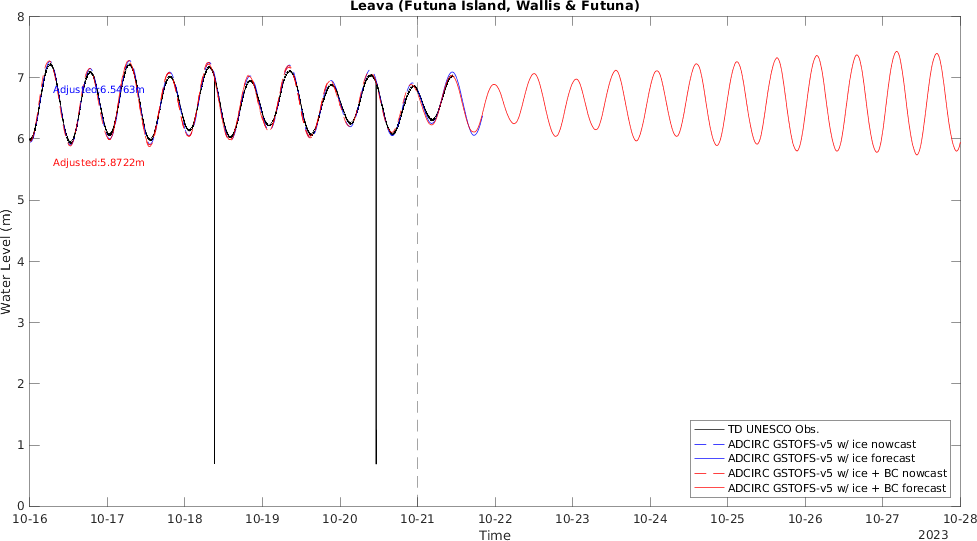 Leava (Futuna Island, Wallis & Futuna)
8
7
6
5
4
3
2
1
0
Water Level (m)
Adjusted:6.5463m
Adjusted:5.8722m
TD UNESCO Obs.
ADCIRC GSTOFS-v5 w/ ice nowcast
ADCIRC GSTOFS-v5 w/ ice forecast
ADCIRC GSTOFS-v5 w/ ice + BC nowcast
ADCIRC GSTOFS-v5 w/ ice + BC forecast
10-16 10-17 10-18 10-19 10-20 10-21 10-22 10-23 10-24 10-25 10-26 10-27 10-28
Time
2023